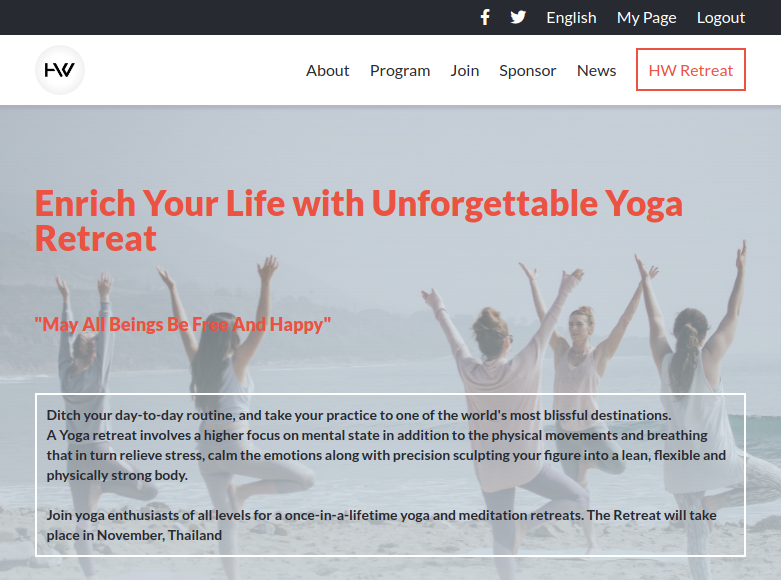 English My Page Logout
HW About Program Join Sponsor News HW Retreat
Enrich Your Life with Unforgettable Yoga
Retreat
"May All Beings Be Free And Happy"
Ditch your day-to-day routine, and take your practice to one of the world's most blissful destinations.
A Yoga retreat involves a higher focus on mental state in addition to the physical movements and breathing
that in turn relieve stress, calm the emotions along with precision sculpting your figure into a lean, flexible and
physically strong body.
Join yoga enthusiasts of all levels for a once-in-a-lifetime yoga and meditation retreats. The Retreat will take
place in November, Thailand